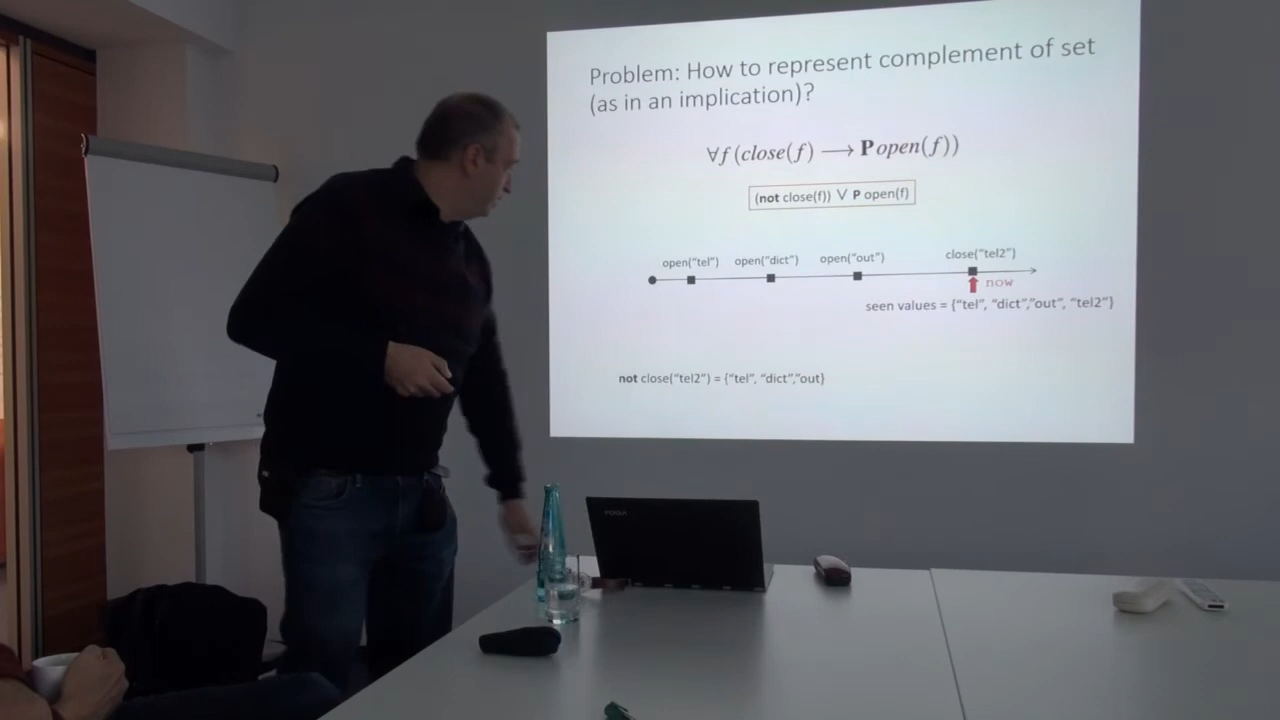 Problem: How to represent complement of set
(as in an implication)?
∀f (close(f) ⟶ P open(f))
(not close(f)) ∨ P open(f)
open("tel") open("dict") open("out") close("tel2")
now
seen values = {"tel", "dict","out", "tel2"}
not close("tel2") = {"tel", "dict","out}
YOGA